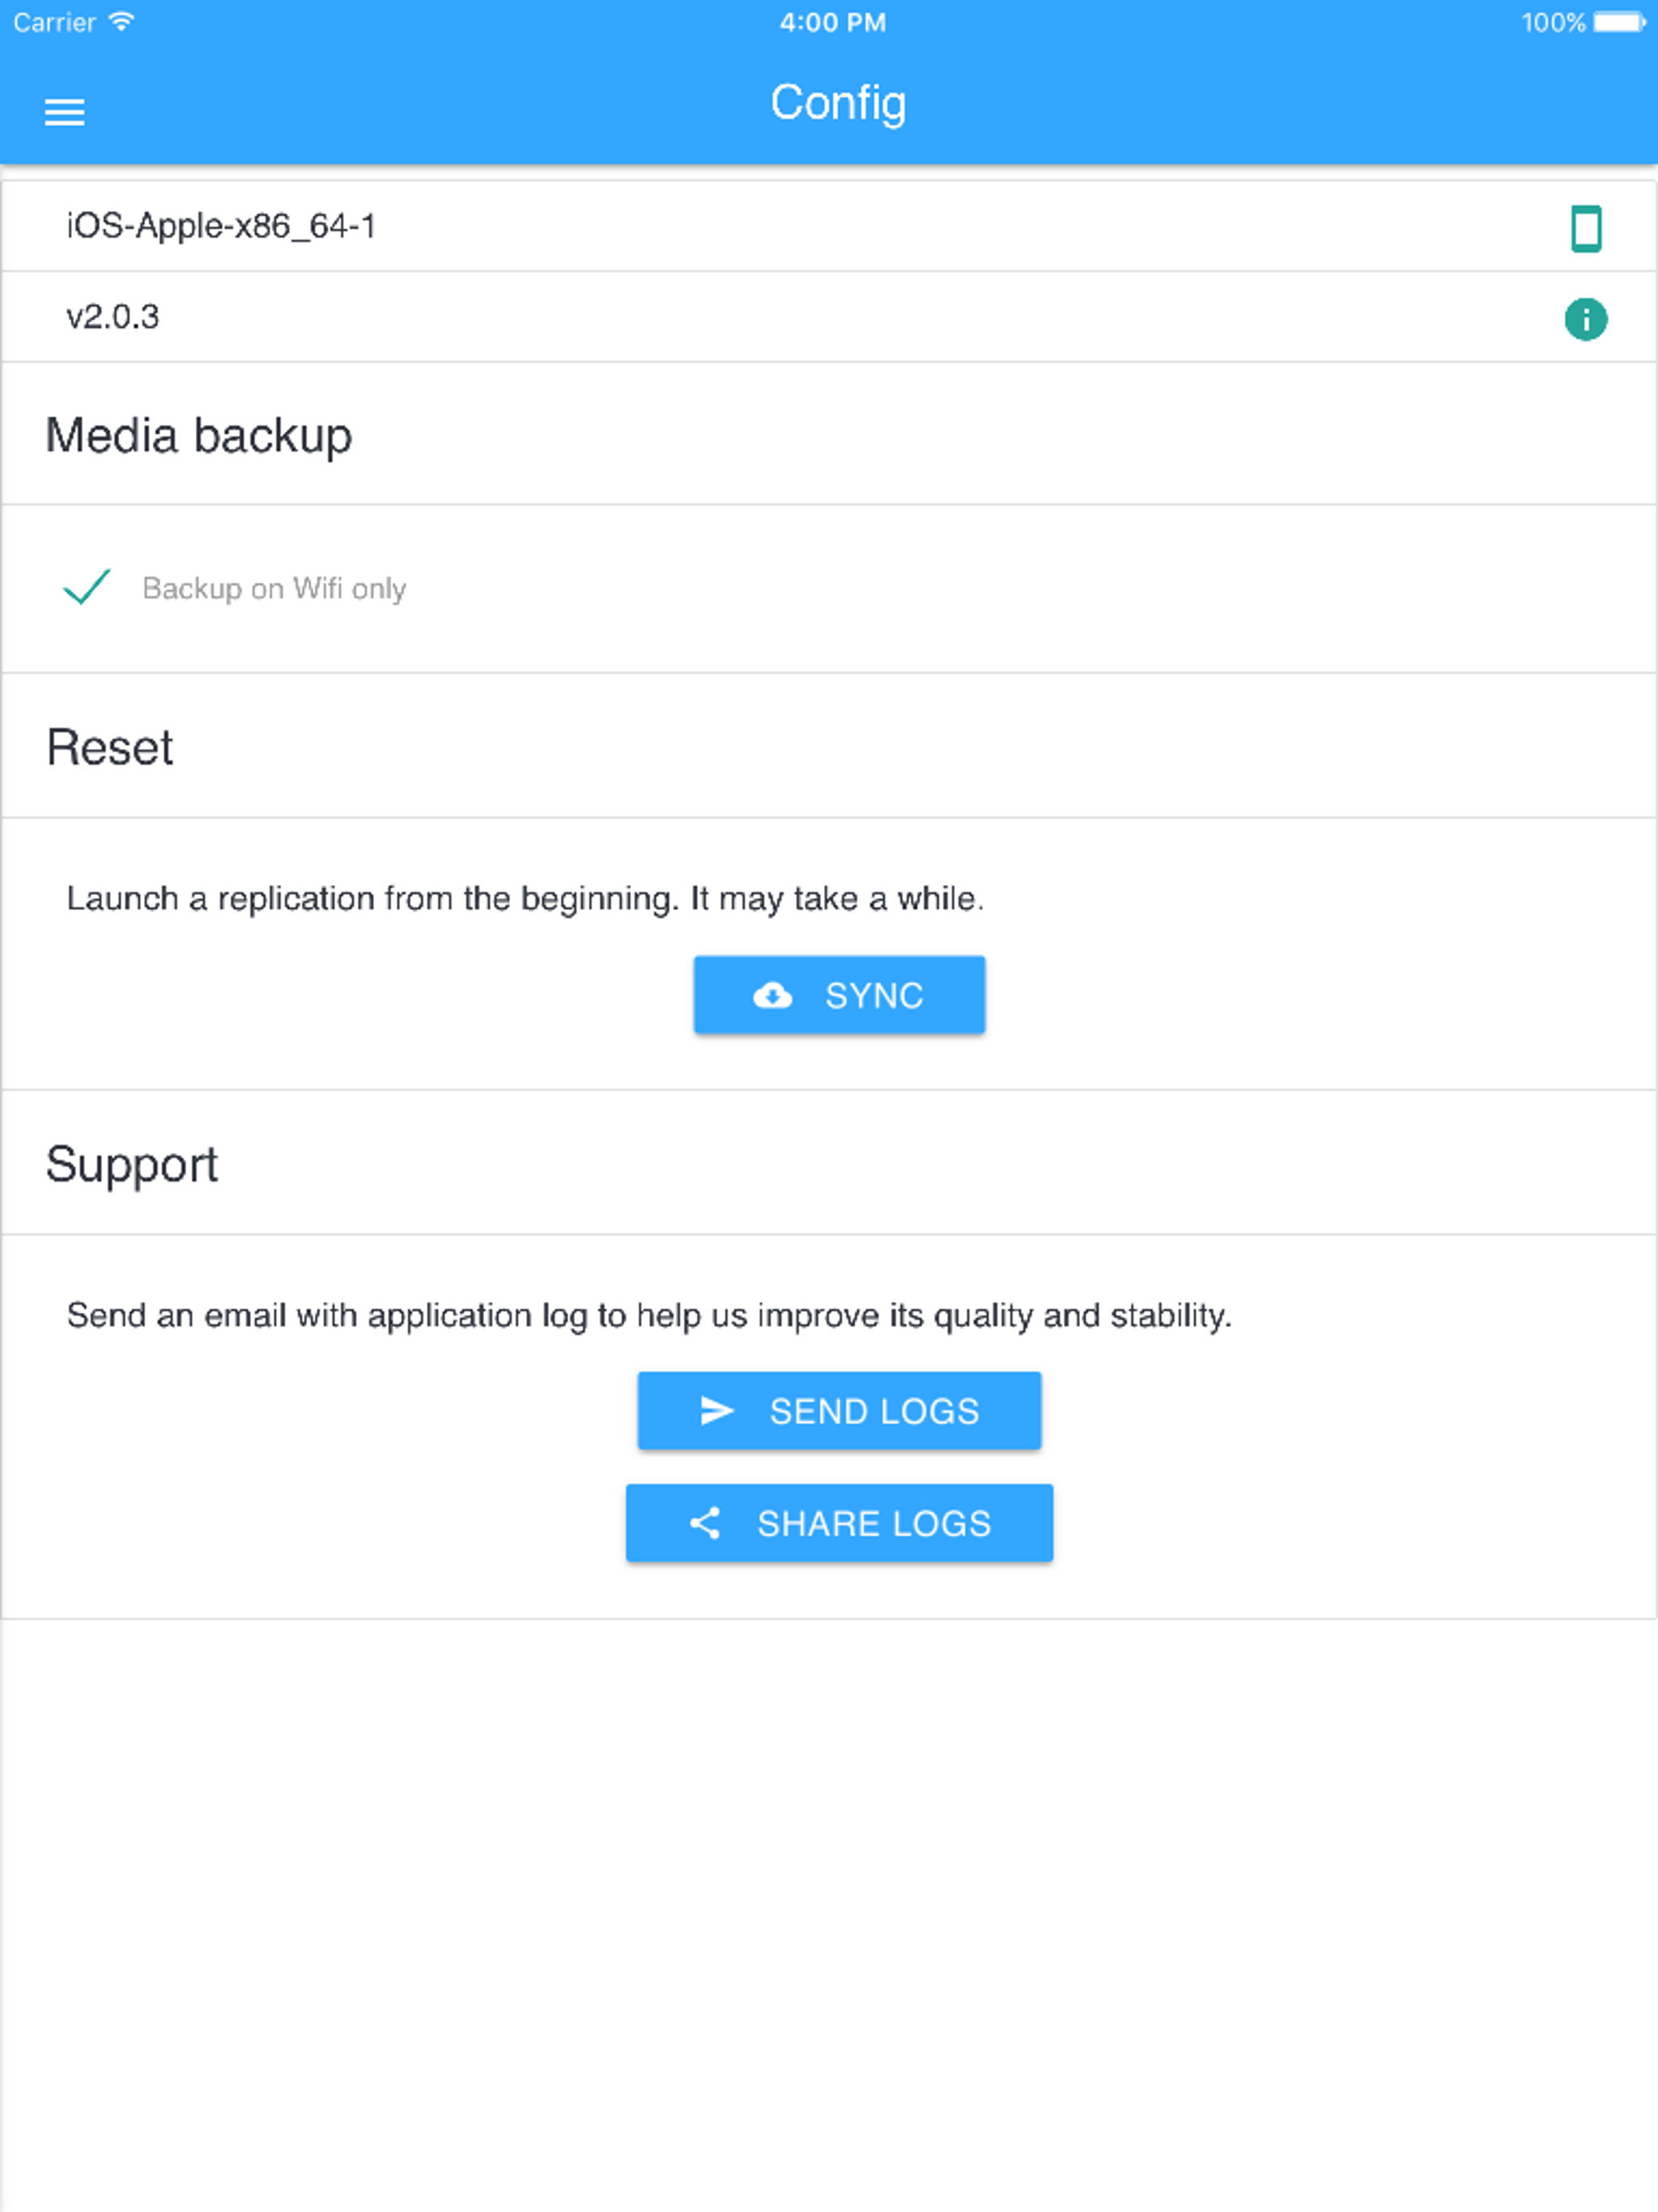 Carrier 4:00 PM 100%
Config
iOS-Apple-x86_64-1
v2.0.3
Media backup
Backup on Wifi only
Reset
Launch a replication from the beginning. It may take a while.
SYNC
Support
Send an email with application log to help us improve its quality and stability.
SEND LOGS
SHARE LOGS